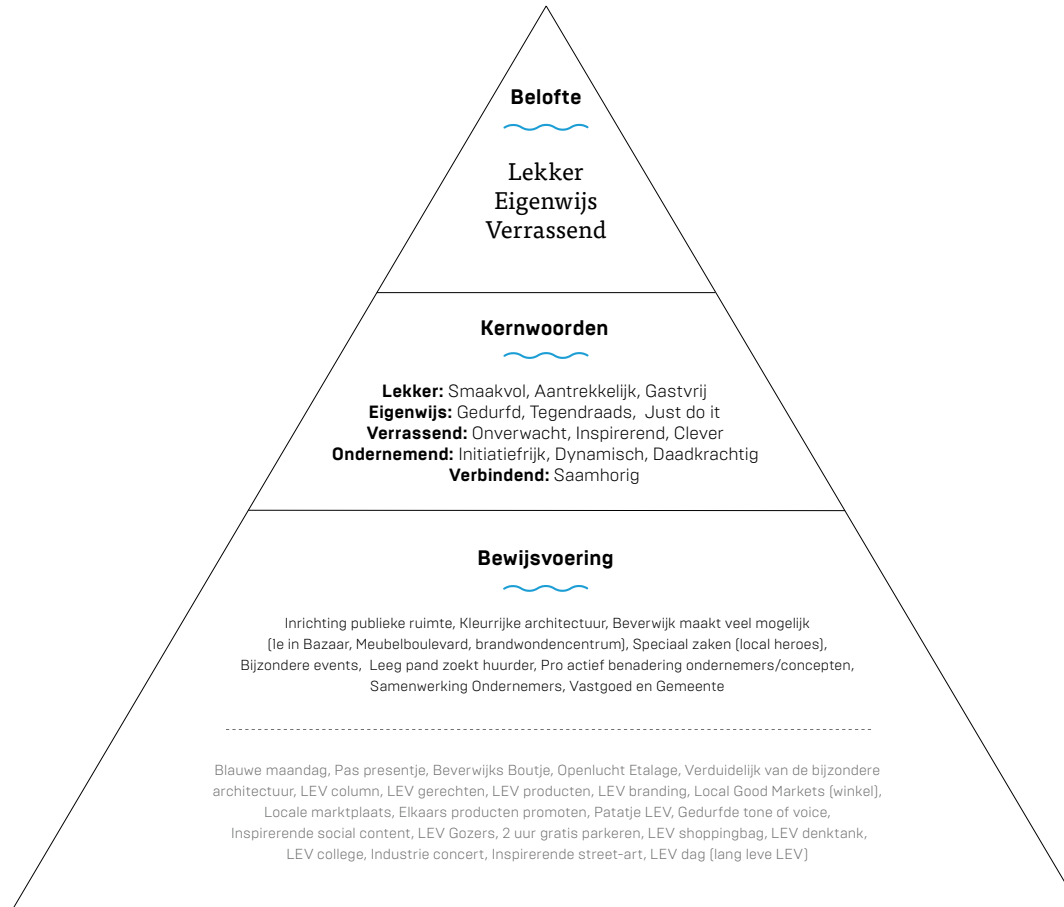 Belofte
Lekker
Eigenwijs
Verrassend
Kernwoorden
Lekker: Smaakvol, Aantrekkelijk, Gastvrij
Eigenwijs: Gedurfd, Tegendraads, Just do it
Verrassend: Onverwacht, Inspirerend, Clever
Ondernemend: Initiatiefrijk, Dynamisch, Daadkrachtig
Verbindend: Saamhorig
Bewijsvoering
Inrichting publieke ruimte, Kleurrijke architectuur, Beverwijk maakt veel mogelijk
(1e in Bazaar, Meubelboulevard, brandwondencentrum), Speciaal zaken (local heroes),
Bijzondere events, Leeg pand zoekt huurder, Pro actief benadering ondernemers/concepten,
Samenwerking Ondernemers, Vastgoed en Gemeente
Blauwe maandag, Pas presentje, Beverwijks Boutje, Openlucht Etalage, Verduidelijk van de bijzondere
architectuur, LEV column, LEV gerechten, LEV producten, LEV branding, Local Good Markets (winkel),
Locale marktplaats, Elkaars producten promoten, Patatje LEV, Gedurfde tone of voice,
Inspirerende social content, LEV Gozers, 2 uur gratis parkeren, LEV shoppingbag, LEV denktank,
LEV college, Industrie concert, Inspirerende street-art, LEV dag (lang leve LEV)